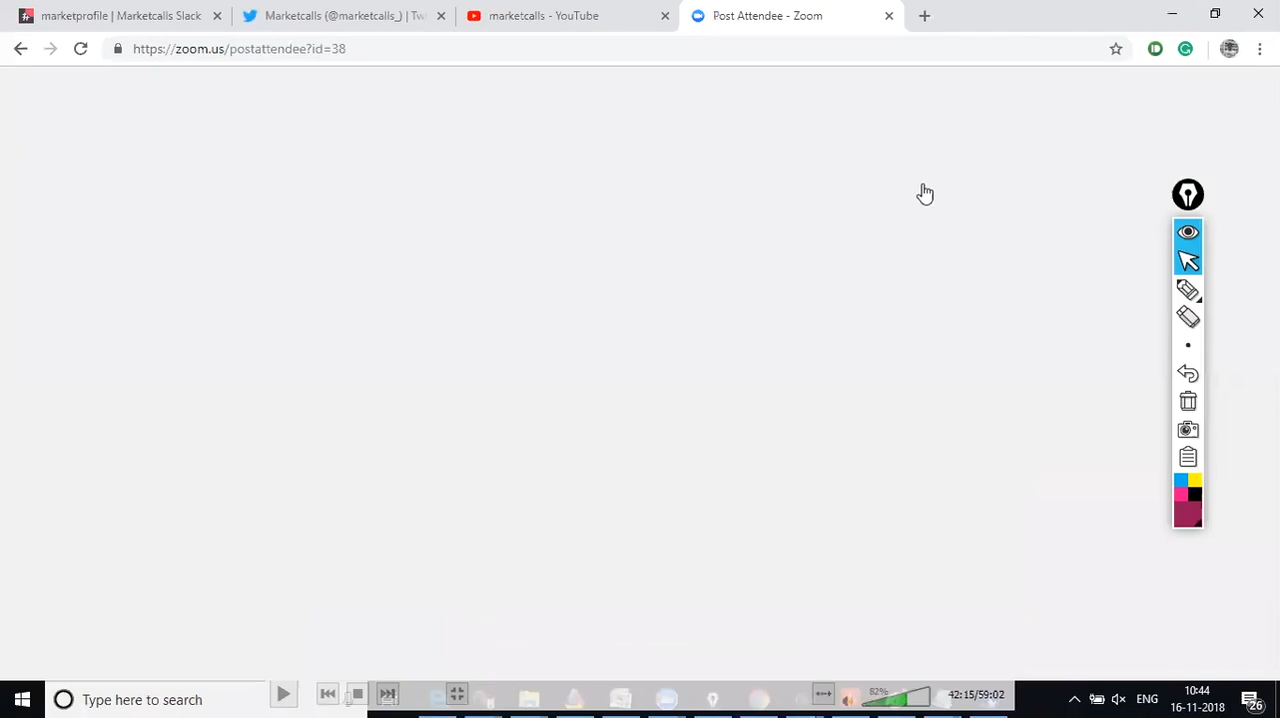 marketprofile | Marketcalls Slack
Marketcalls (@marketcalls_) | Tw
marketcalls - YouTube
Post Attendee - Zoom
https://zoom.us/postattendee?id=38
Type here to search
82%
42:15/59:02
ENG
10:44
16-11-2018
26